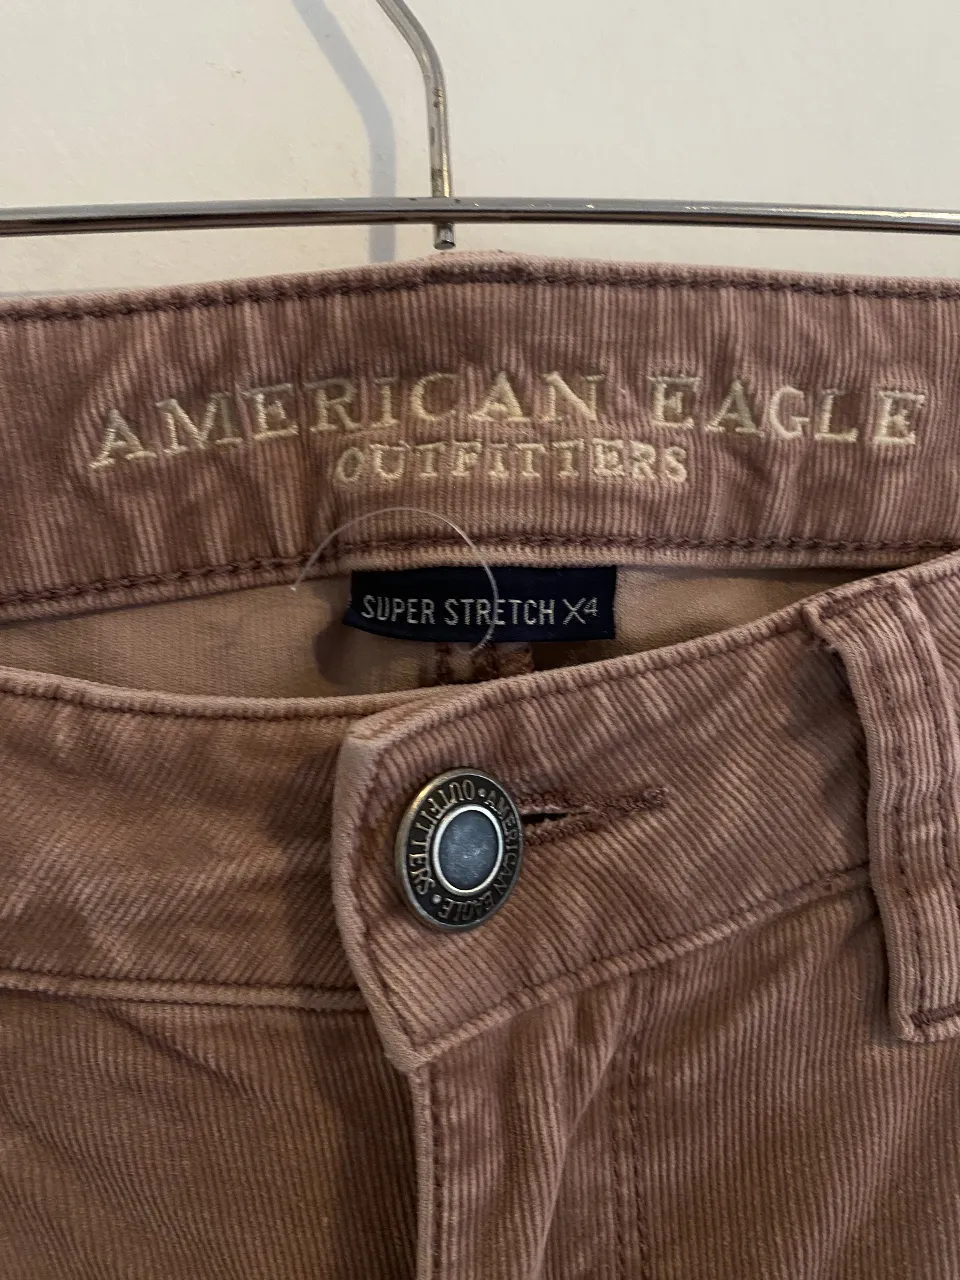 AMERICAN EAGLE
OUTFITTERS
SUPER STRETCH X4
AMERICAN EAGLE • OUTFITTERS •